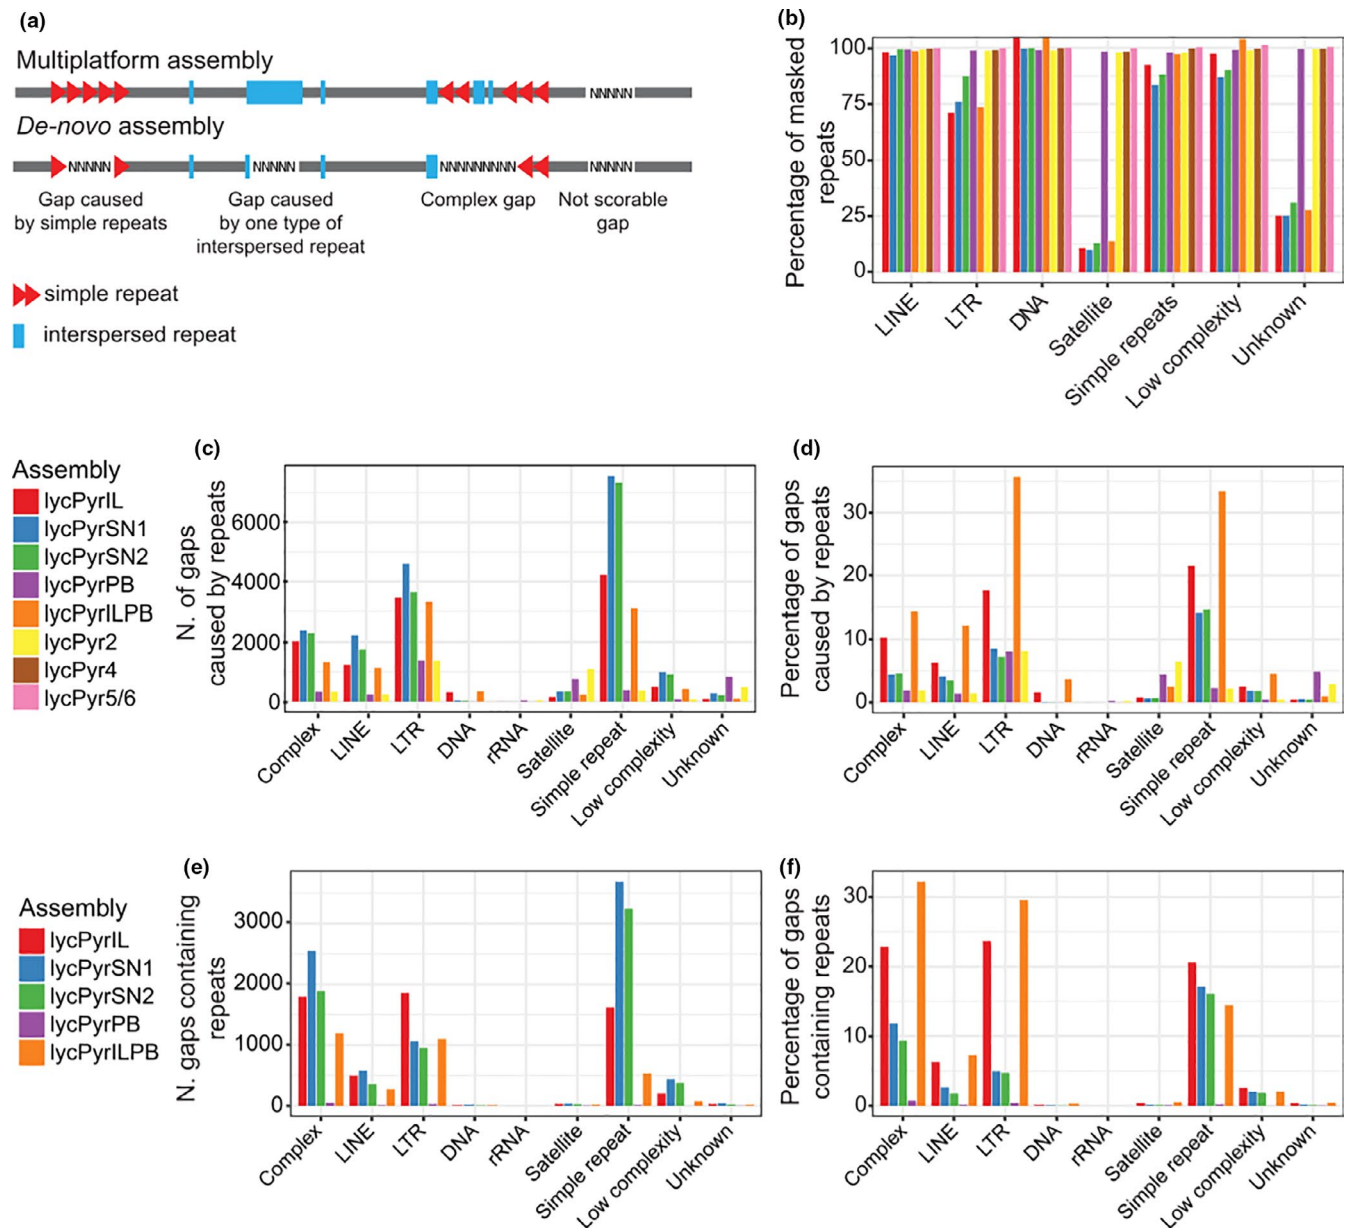 (a)
Multiplatform assembly
NNNNN
De-novo assembly
NNNNN
NNNNN
NNNNNNNNN
NNNNN
Gap caused
by simple repeats
Gap caused
by one type of
interspersed repeat
Complex gap
Not scorable
gap
simple repeat
interspersed repeat
(b)
Percentage of masked
repeats
100
75
50
25
0
LINE
LTR
DNA
Satellite
Simple repeats
Low complexity
Unknown
Assembly
lycPyrIL
lycPyrSN1
lycPyrSN2
lycPyrPB
lycPyrILPB
lycPyr2
lycPyr4
lycPyr5/6
(c)
N. of gaps
caused by repeats
6000
4000
2000
0
Complex
LINE
LTR
DNA
rRNA
Satellite
Simple repeat
Low complexity
Unknown
(d)
Percentage of gaps
caused by repeats
30
20
10
0
Complex
LINE
LTR
DNA
rRNA
Satellite
Simple repeat
Low complexity
Unknown
Assembly
lycPyrIL
lycPyrSN1
lycPyrSN2
lycPyrPB
lycPyrILPB
(e)
N. gaps containing
repeats
3000
2000
1000
0
Complex
LINE
LTR
DNA
rRNA
Satellite
Simple repeat
Low complexity
Unknown
(f)
Percentage of gaps
containing repeats
30
20
10
0
Complex
LINE
LTR
DNA
rRNA
Satellite
Simple repeat
Low complexity
Unknown